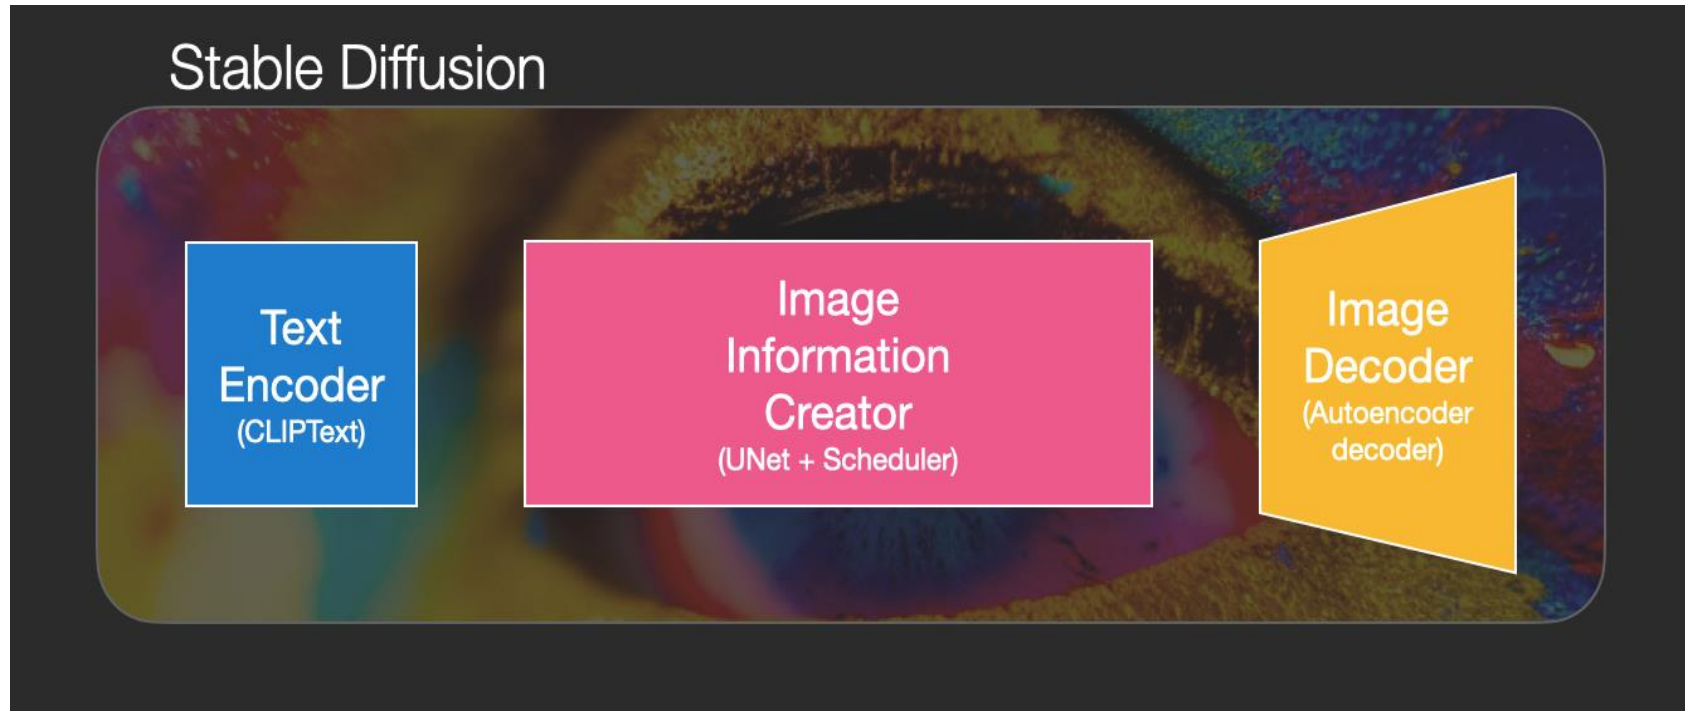 Stable Diffusion
Text
Encoder
(CLIPText)
Image
Information
Creator
(UNet + Scheduler)
Image
Decoder
(Autoencoder
decoder)